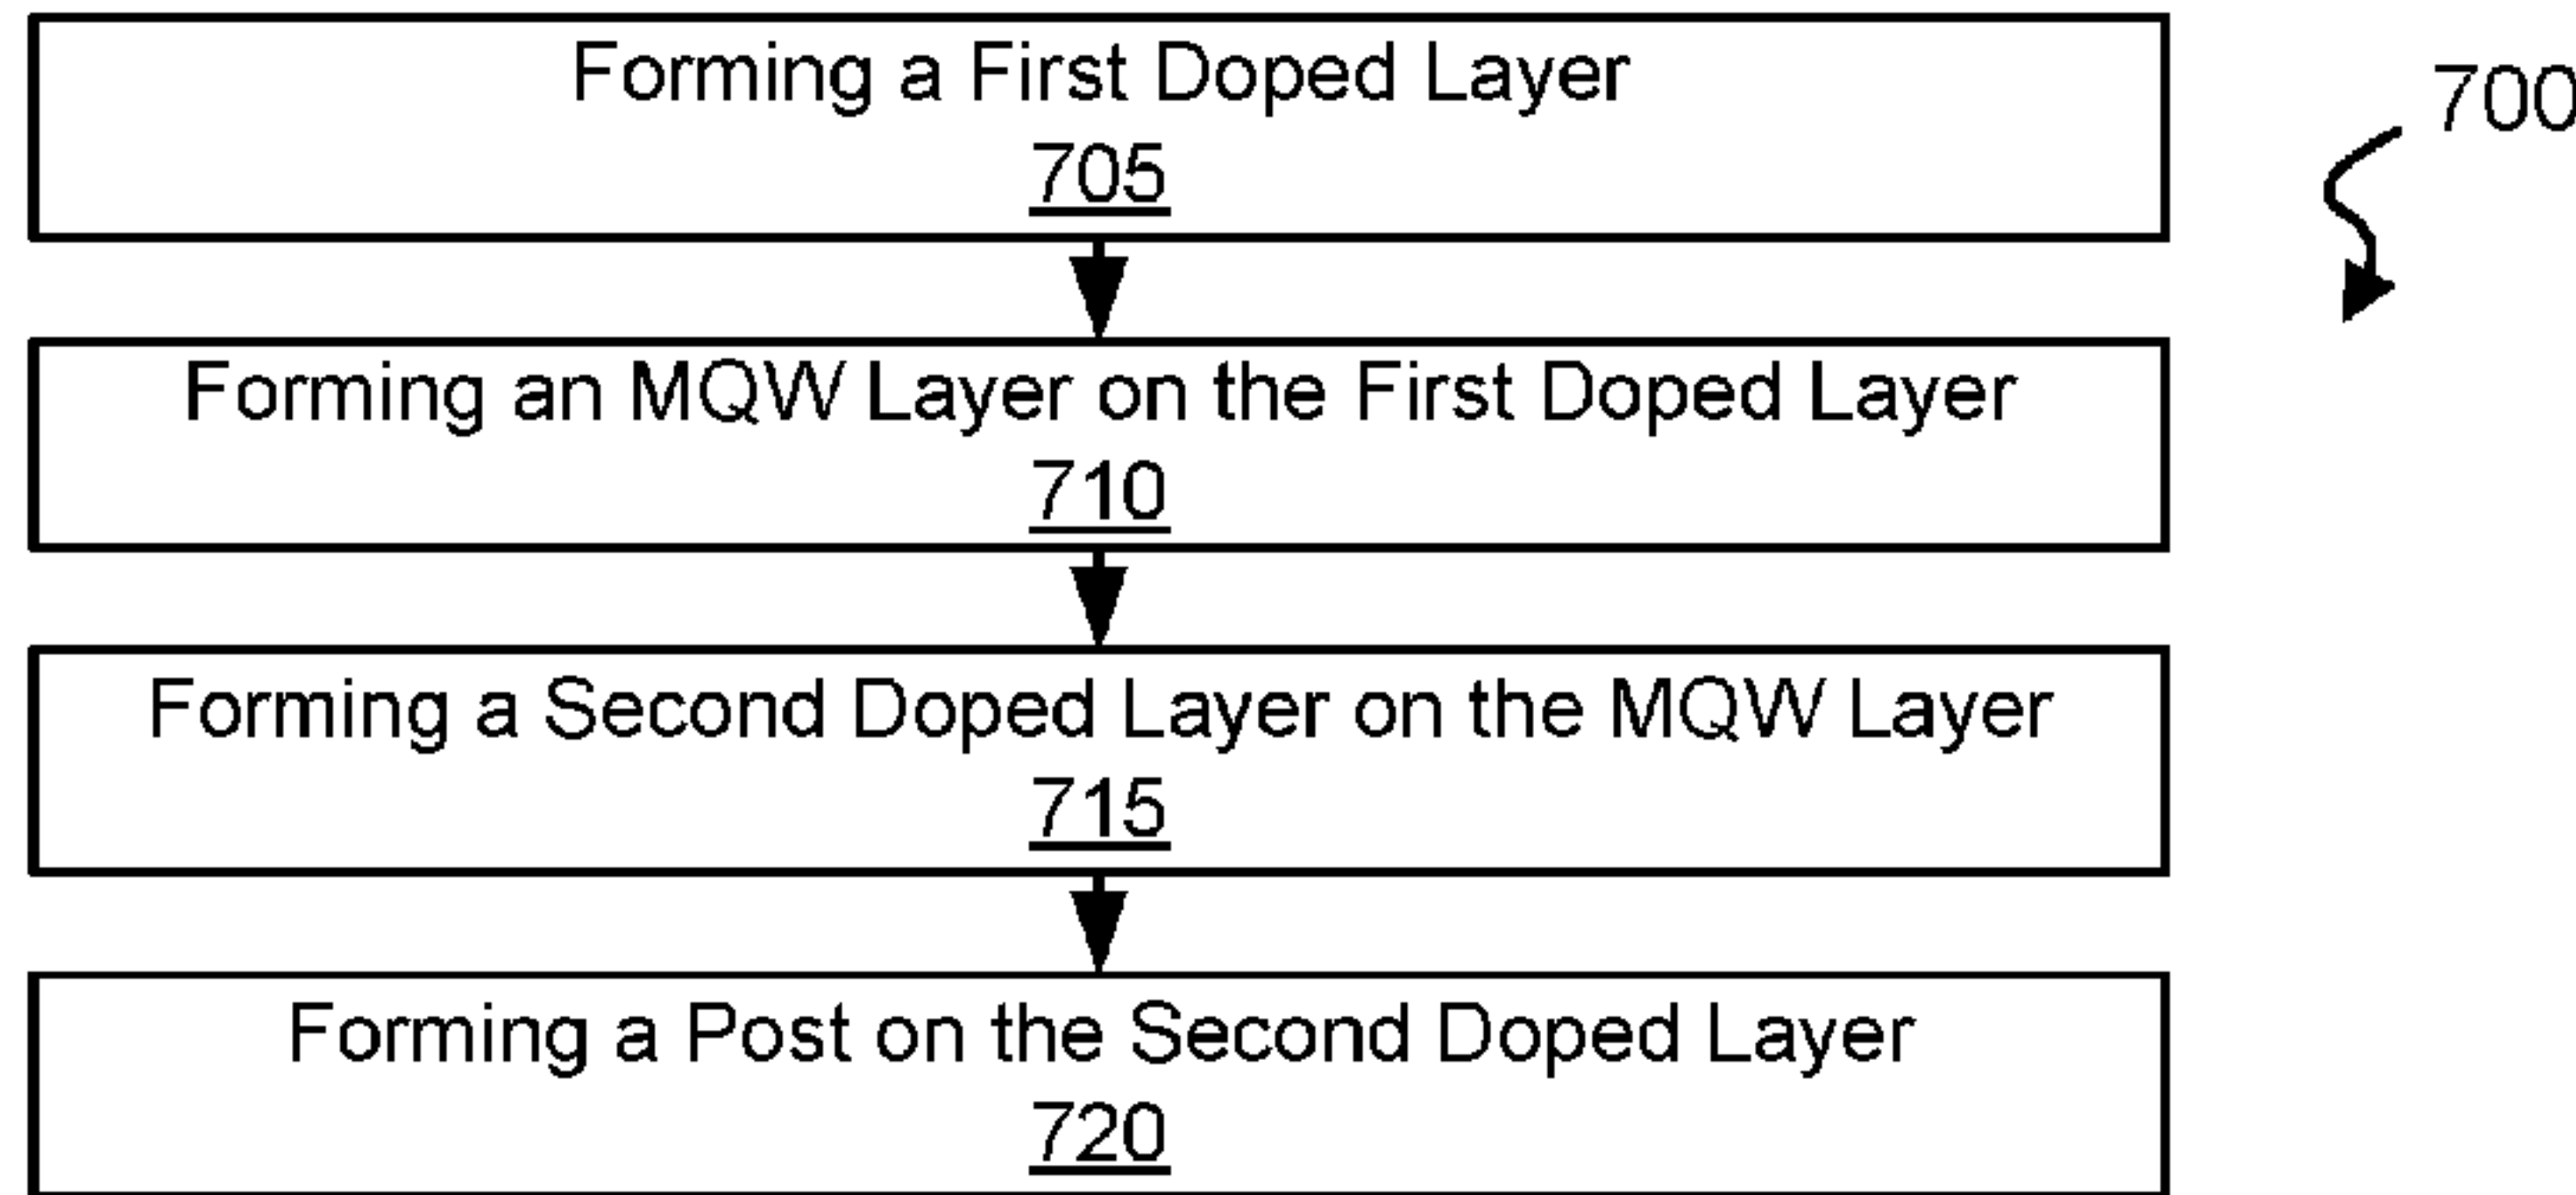 Forming a First Doped Layer
705
700
Forming an MQW Layer on the First Doped Layer
710
Forming a Second Doped Layer on the MQW Layer
715
Forming a Post on the Second Doped Layer
720